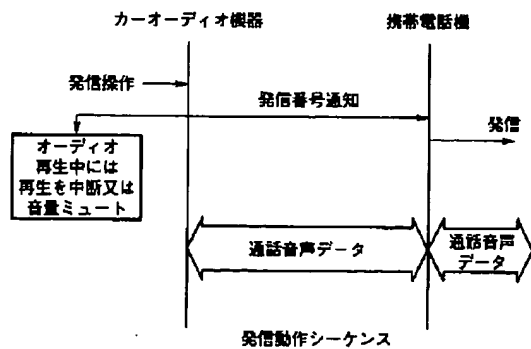 カーオーディオ機器
携帯電話機
発信操作
発信番号通知
発信
オーディオ
再生中には
再生を中断又は
音量ミュート
通話音声データ
通話音声
データ
発信動作シーケンス